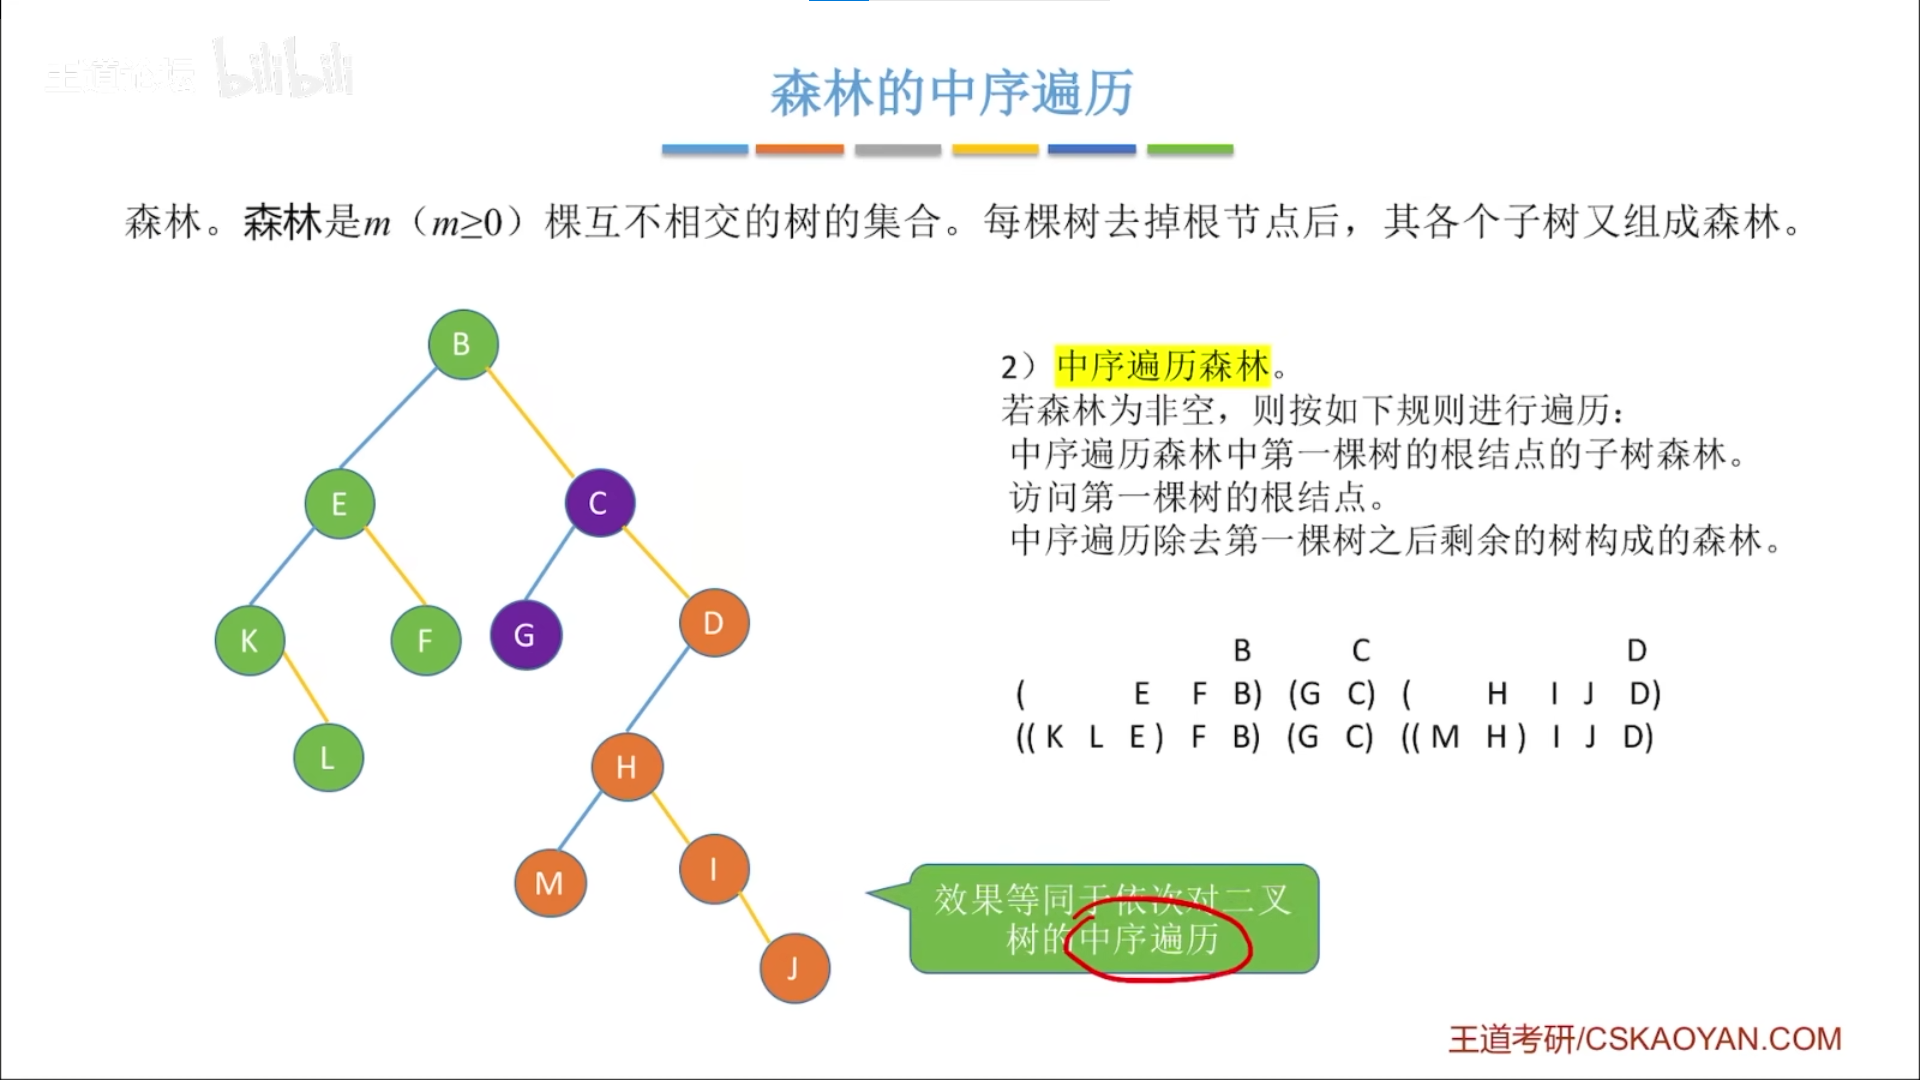 王道论坛 bilibili
森林的中序遍历
森林。森林是m（m≥0）棵互不相交的树的集合。每棵树去掉根节点后，其各个子树又组成森林。
B
E
C
K
F
G
D
L
H
M
I
J
2）中序遍历森林。
若森林为非空，则按如下规则进行遍历：
中序遍历森林中第一棵树的根结点的子树森林。
访问第一棵树的根结点。
中序遍历除去第一棵树之后剩余的树构成的森林。
B C D
( E F B) (G C) ( H I J D)
(( K L E ) F B) (G C) (( M H ) I J D)
效果等同于依次对二叉
树的中序遍历
王道考研/CSKAOYAN.COM